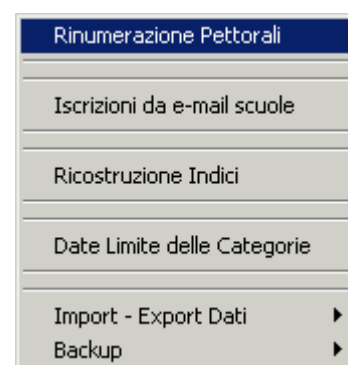 Rinumerazione Pettorali
Iscrizioni da e-mail scuole
Ricostruzione Indici
Date Limite delle Categorie
Import - Export Dati
Backup